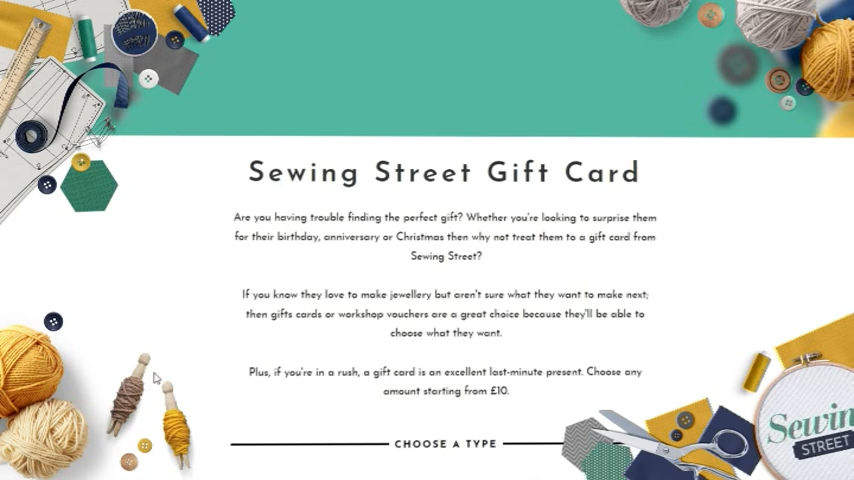 Sewing Street Gift Card
Are you having trouble finding the perfect gift? Whether you're looking to surprise them
for their birthday, anniversary or Christmas then why not treat them to a gift card from
Sewing Street?
If you know they love to make jewellery but aren't sure what they want to make next;
then gifts cards or workshop vouchers are a great choice because they'll be able to
choose what they want.
Plus, if you're in a rush, a gift card is an excellent last-minute present. Choose any
amount starting from £10.
CHOOSE A TYPE
Sewin
STREET